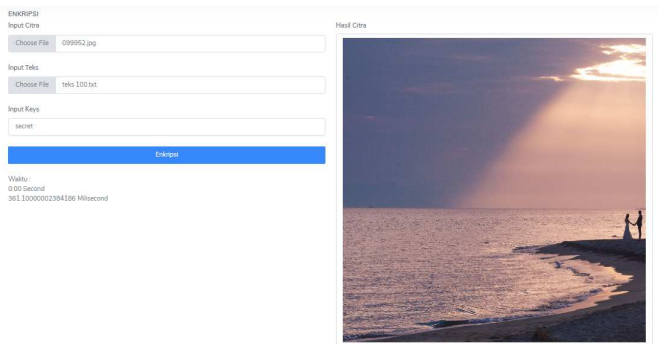 ENKRIPSI
Input Citra
Choose File 099952.jpg
Input Teks
Choose File teks 100.txt
Input Keys
secret
Enkripsi
Waktu :
0:00 Second
361.10000002384186 Milisecond
Hasil Citra